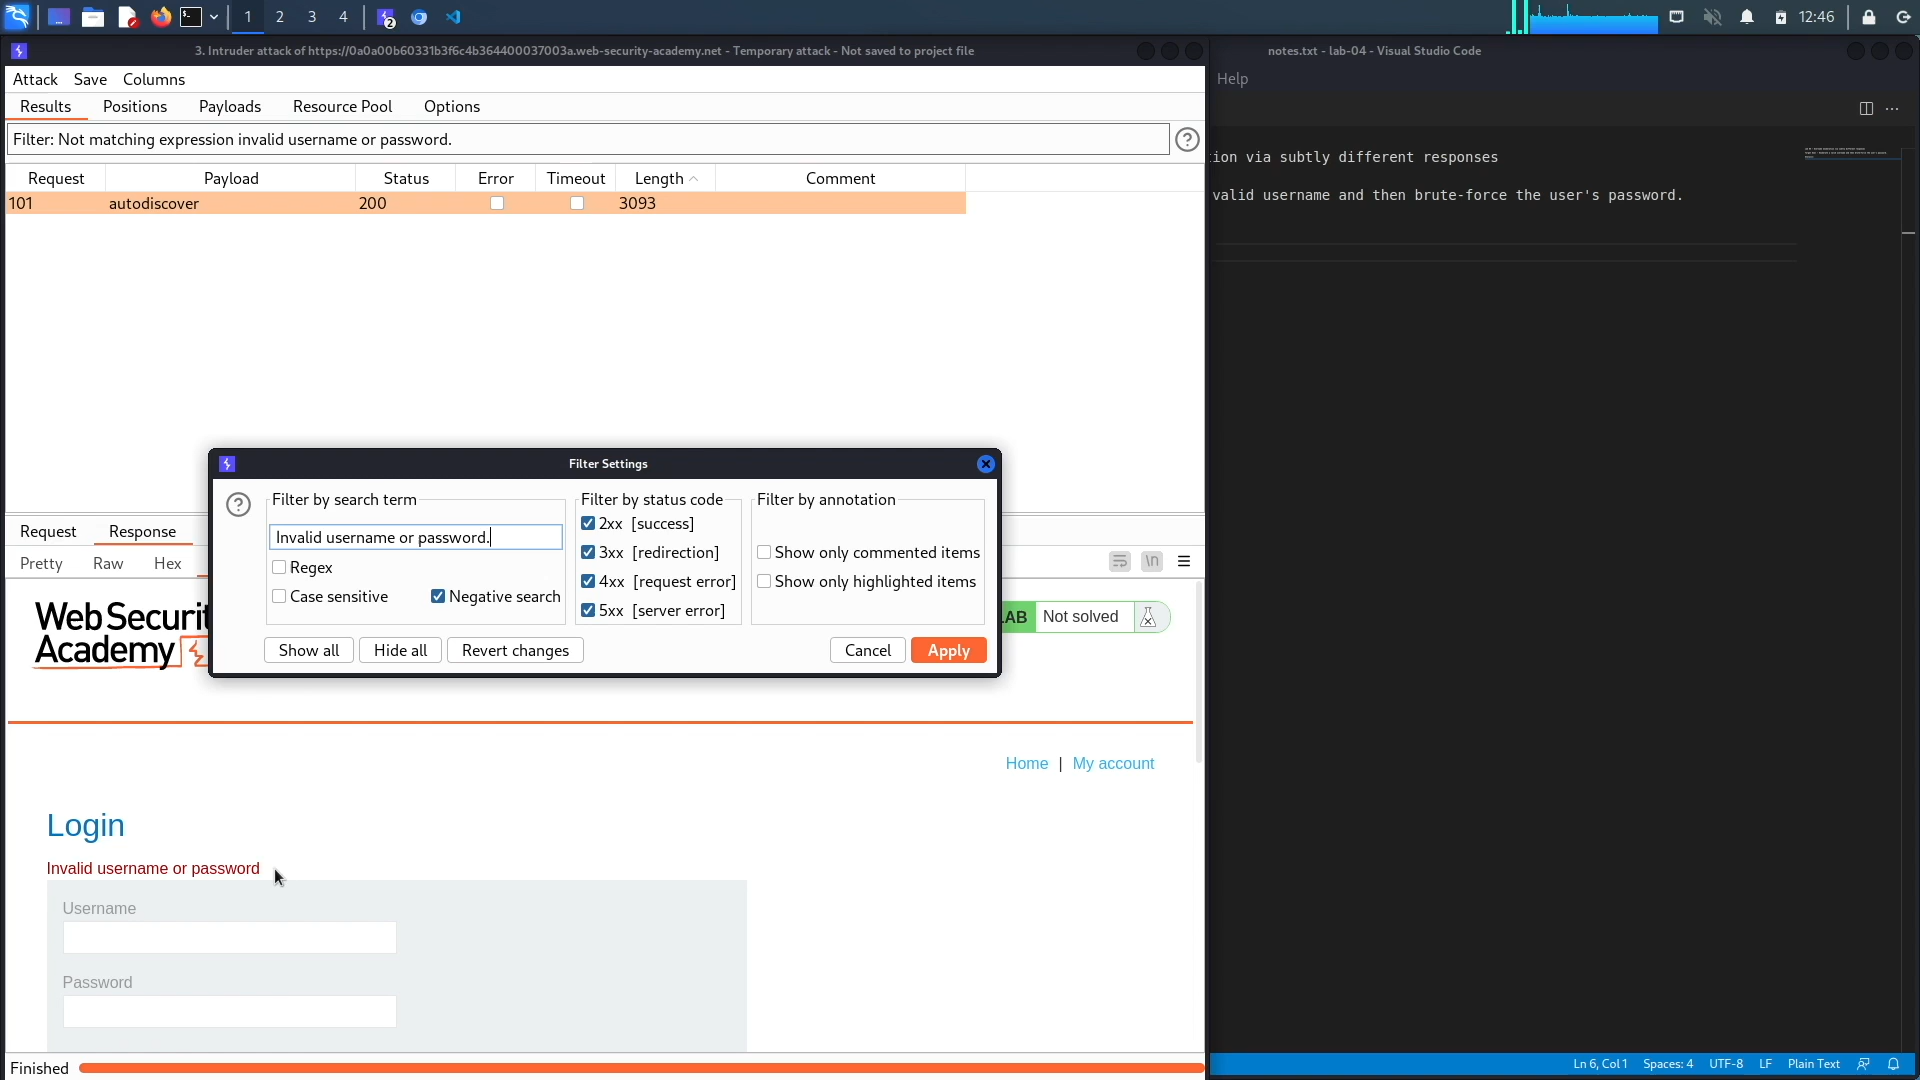 1 2 3 4 2 12:46
3. Intruder attack of https://0a0a00b60331b3f6c4b364400037003a.web-security-academy.net - Temporary attack - Not saved to project file
notes.txt - lab-04 - Visual Studio Code
Attack Save Columns
Help
Results Positions Payloads Resource Pool Options
Filter: Not matching expression invalid username or password.
?
tion via subtly different responses
Request Payload Status Error Timeout Length Comment
valid username and then brute-force the user's password.
101 autodiscover 200 3093
Filter Settings
?
Filter by search term
Filter by status code
Filter by annotation
Invalid username or password.
2xx [success]
Regex
3xx [redirection]
Show only commented items
Case sensitive
Negative search
4xx [request error]
Show only highlighted items
5xx [server error]
Show all Hide all Revert changes Cancel Apply
Request Response
Pretty Raw Hex
\n
Web Securit
Academy
LAB Not solved
Home | My account
Login
Invalid username or password
Username
Password
Finished
Ln 6, Col 1 Spaces: 4 UTF-8 LF Plain Text